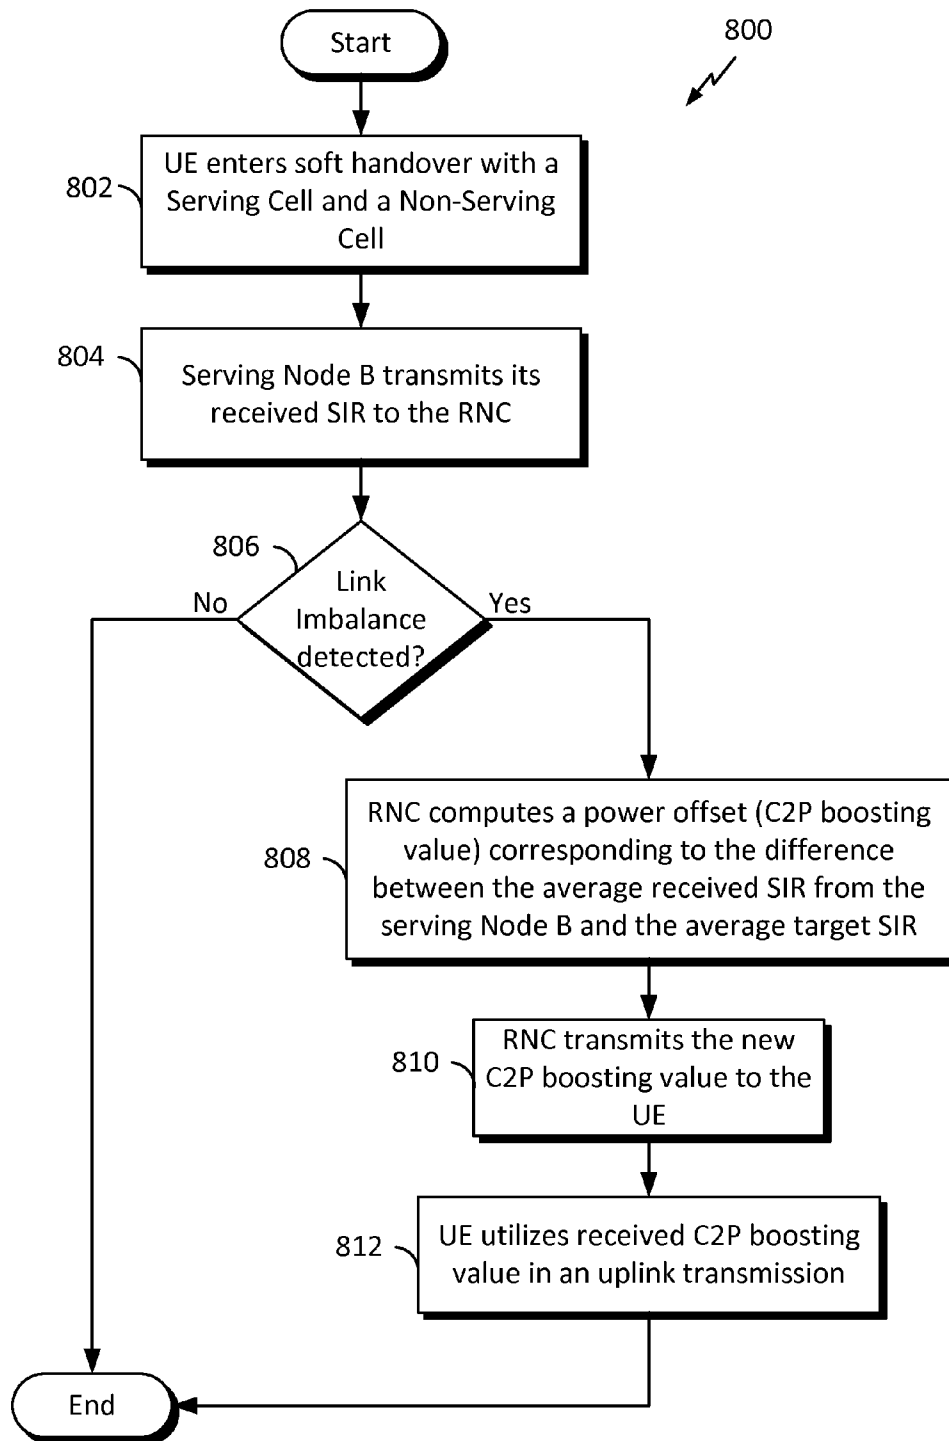 Start
800
802
UE enters soft handover with a
Serving Cell and a Non-Serving
Cell
804
Serving Node B transmits its
received SIR to the RNC
806
Link
Imbalance
detected?
No
Yes
808
RNC computes a power offset (C2P boosting
value) corresponding to the difference
between the average received SIR from the
serving Node B and the average target SIR
810
RNC transmits the new
C2P boosting value to the
UE
812
UE utilizes received C2P boosting
value in an uplink transmission
End